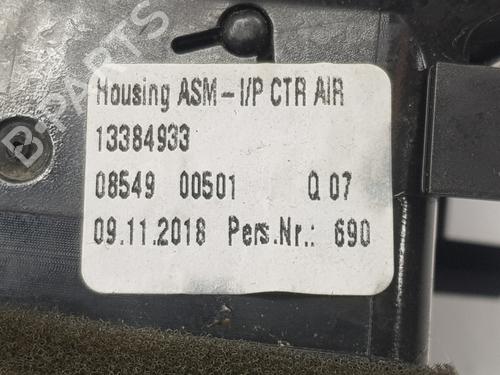 Housing ASM - I/P CTR AIR
13384933
08549 00501 Q 07
09.11.2018 Pers.Nr.: 690